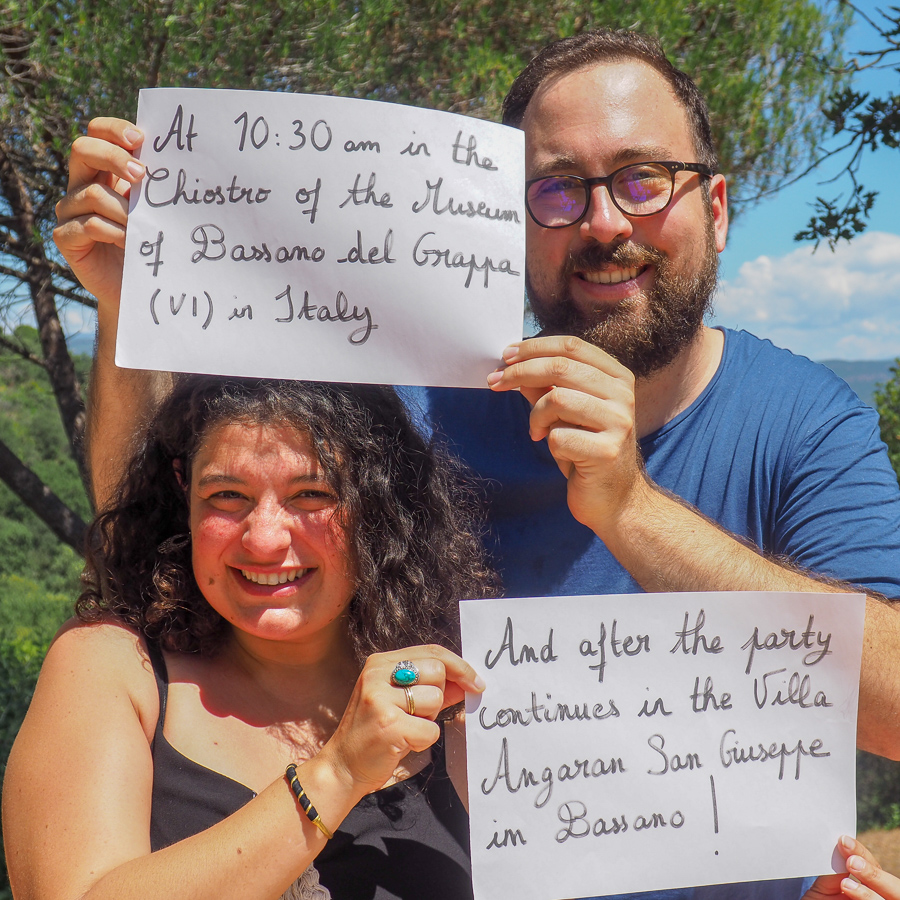 At 10:30 am in the
Chiostro of the Museum
of Bassano del Grappa
(VI) in Italy
And after the party
continues in the Villa
Angaran San Giuseppe
in Bassano !